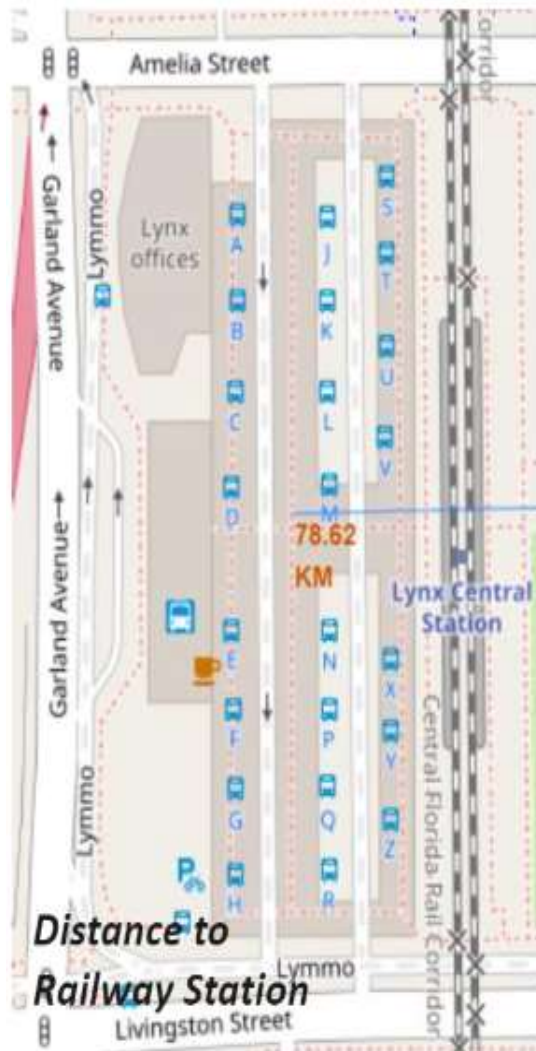 orridor
Amelia Street
Garland Avenue
Lymmo
Lynx
offices
A
B
C
D
E
F
G
H
J
K
L
M
N
P
Q
R
S
T
U
V
X
Y
Z
78.62
KM
Lynx Central
Station
Garland Avenue
Lymmo
Central Florida Rail Corridor
P
Distance to
Railway Station
Lymmo
Livingston Street